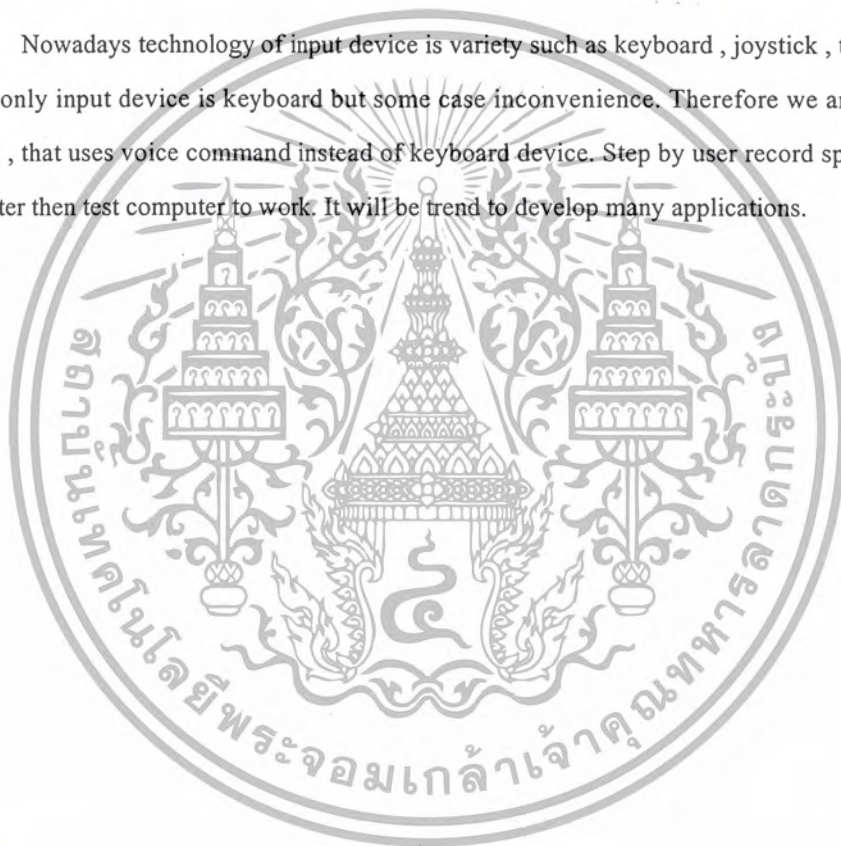 Nowadays technology of input device is variety such as keyboard , joystick ,
only input device is keyboard but some case inconvenience. Therefore we
, that uses voice command instead of keyboard device. Step by user record
then test computer to work. It will be trend to develop many applications.
สถาบันเทคโนโลยีพระจอมเกล้าเจ้าคุณทหารลาดกระบัง
๔